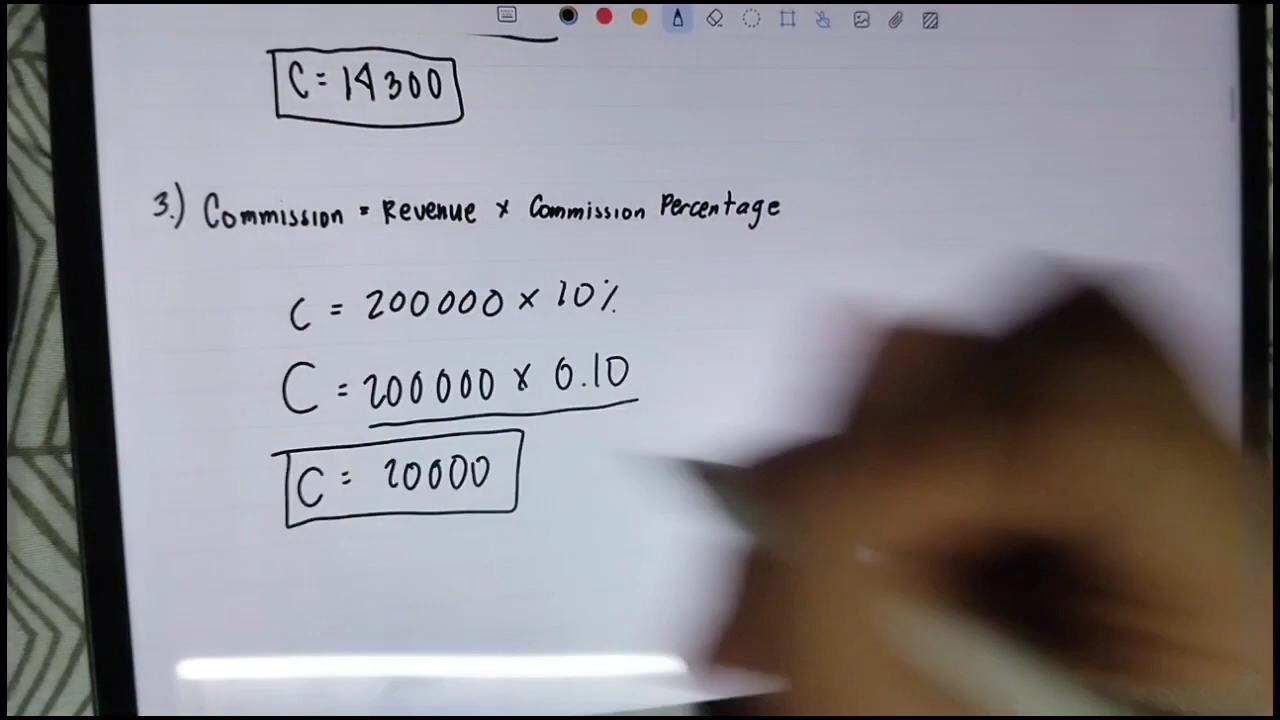 C = 14300
3.) Commission = Revenue x Commission Percentage
C = 200000 x 10%
C = 200000 x 0.10
C = 20000